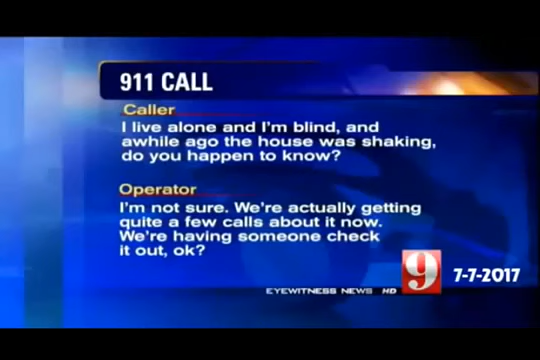 911 CALL
Caller
I live alone and I'm blind, and
awhile ago the house was shaking,
do you happen to know?
Operator
I'm not sure. We're actually getting
quite a few calls about it now.
We're having someone check
it out, ok?
9
7-7-2017
EYEWITNESS NEWS HD